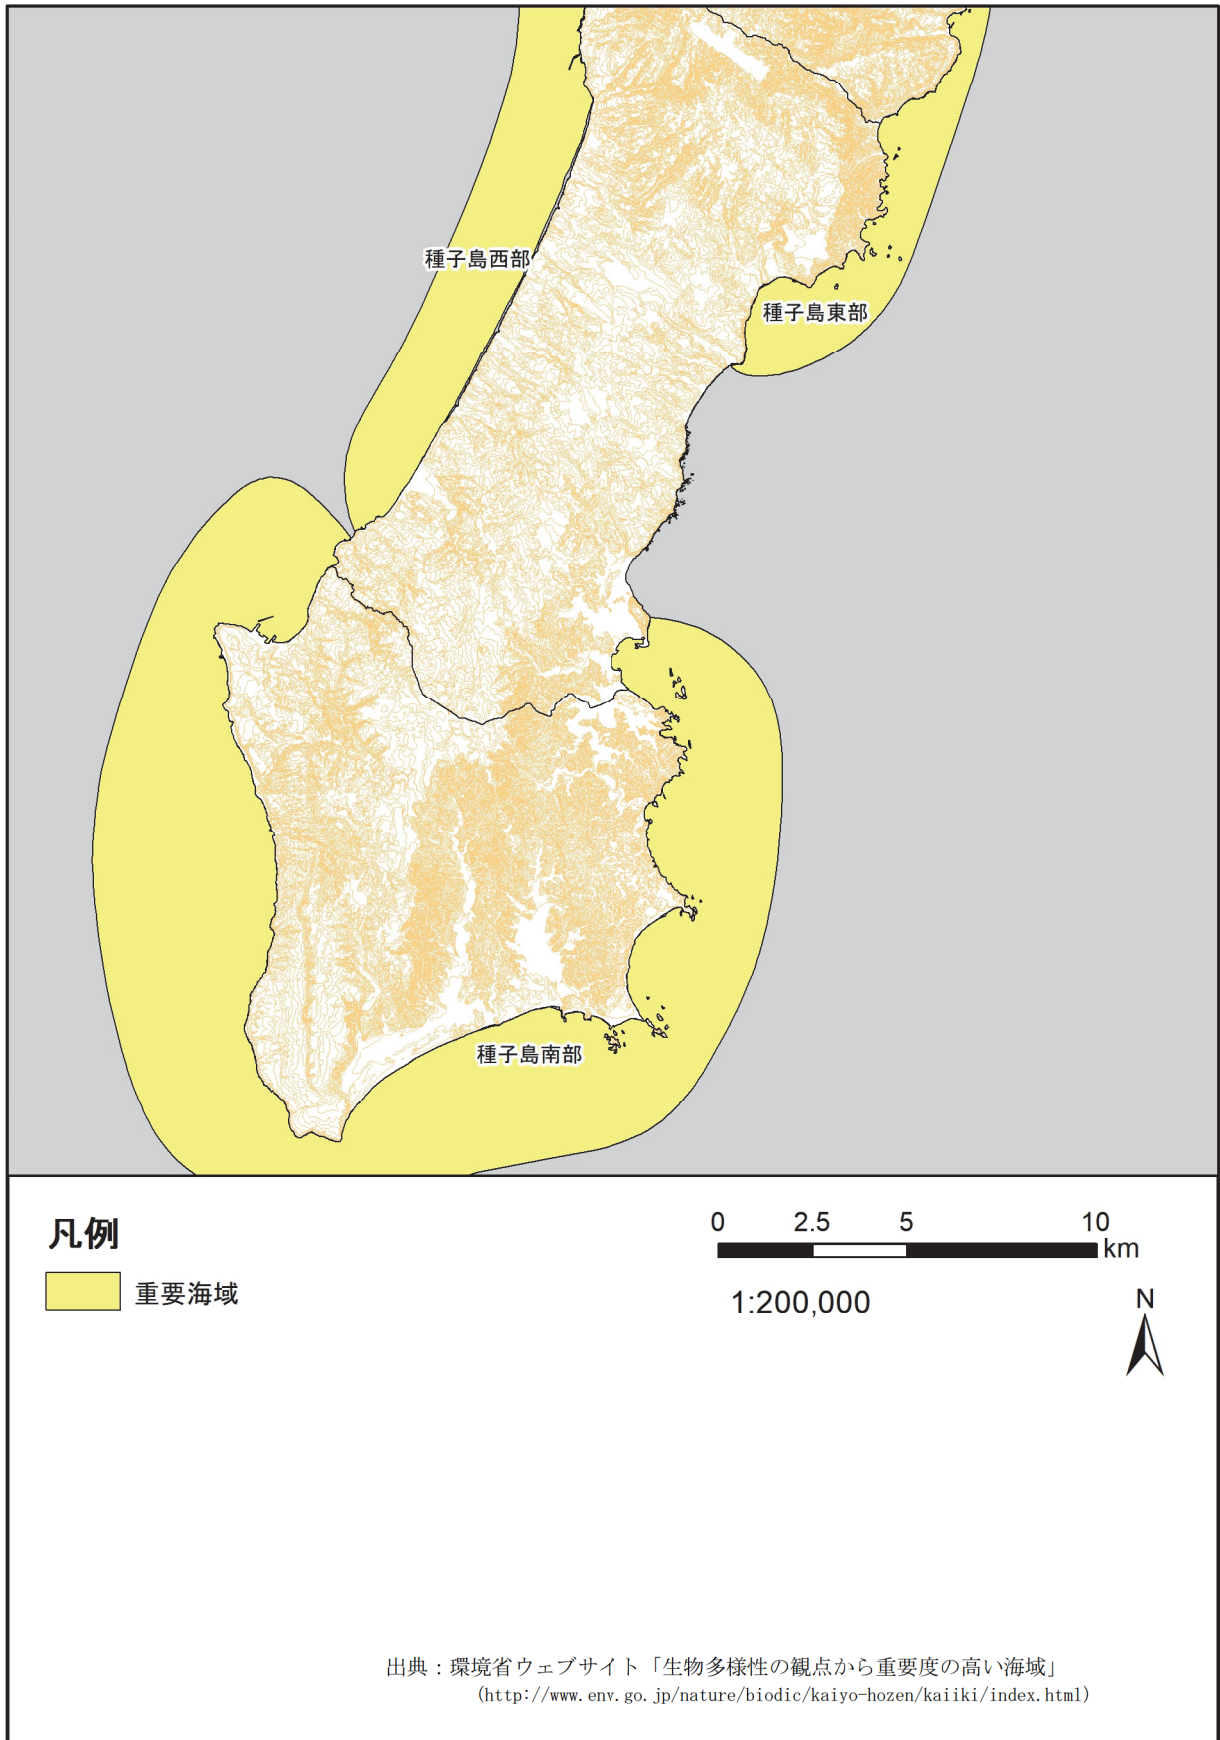 種子島西部
種子島東部
種子島南部
凡例
重要海域
0 2.5 5 10
km
1:200,000
N
出典：環境省ウェブサイト「生物多様性の観点から重要度の高い海域」
(http://www.env.go.jp/nature/biodic/kaiyo-hozen/kaiiki/index.html)